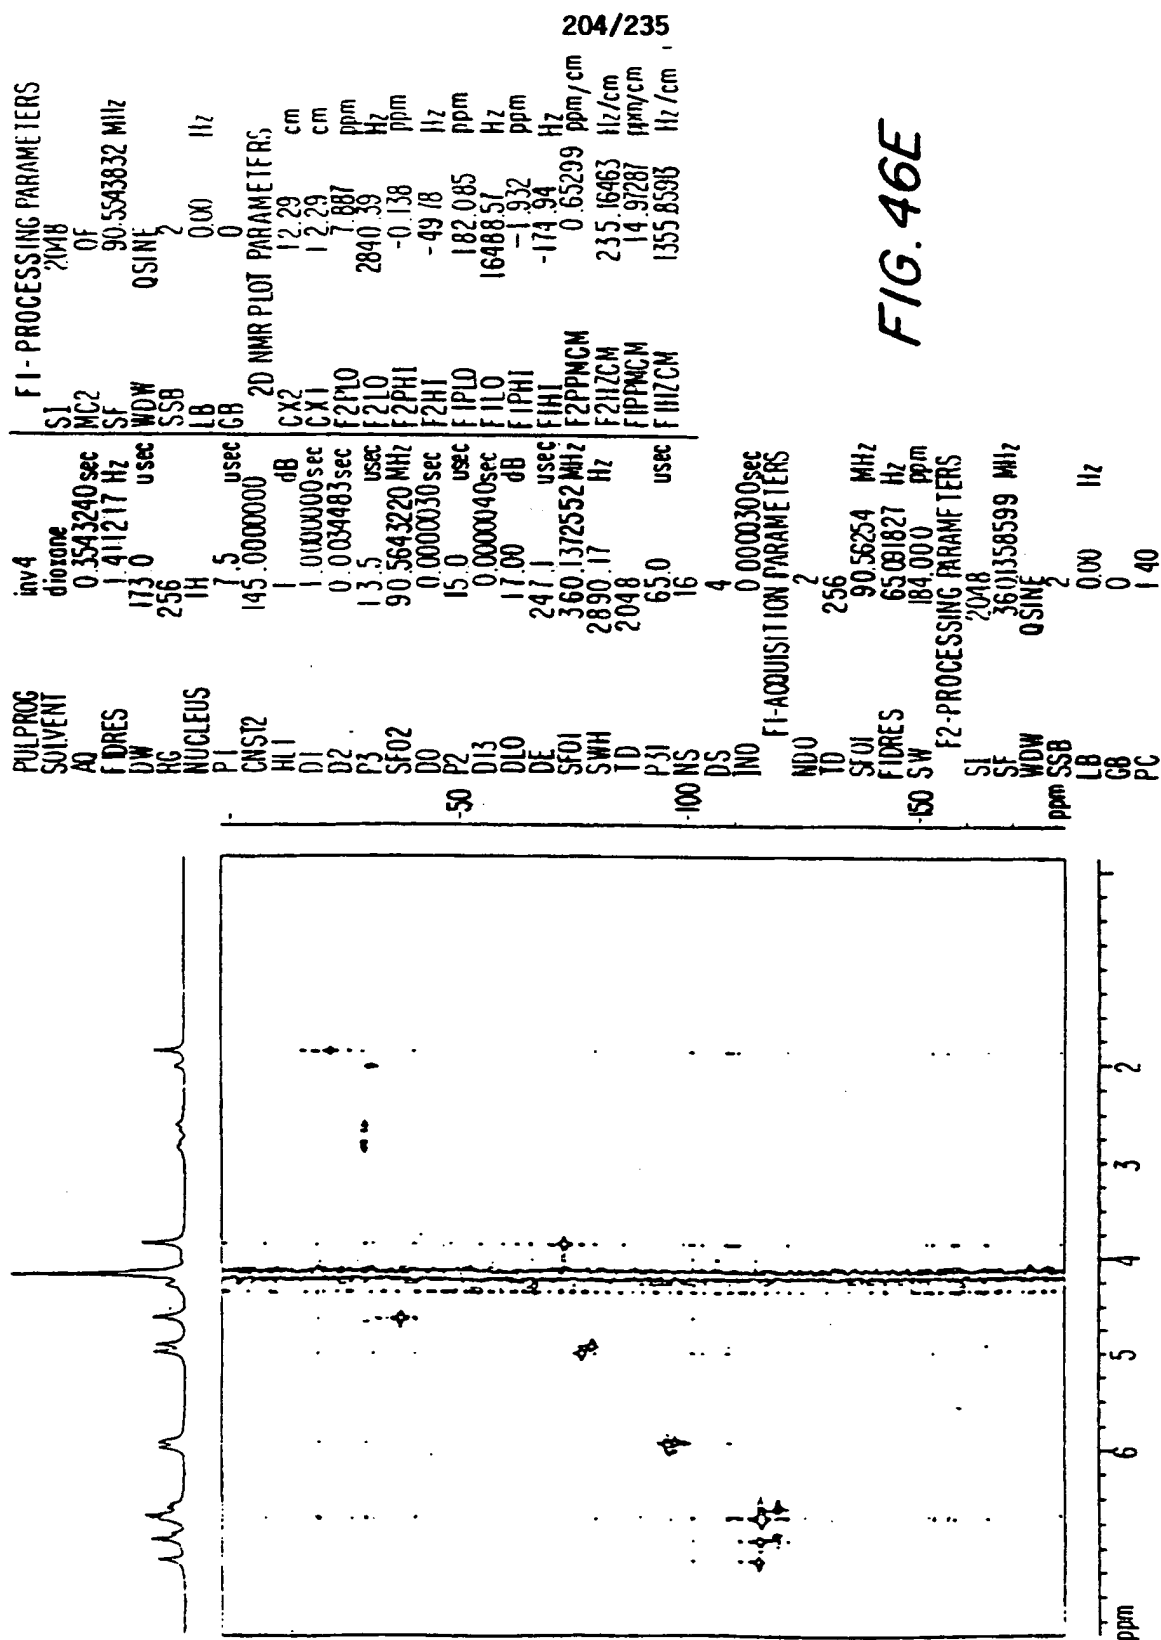 204/235
PULPROG inv4
SOLVENT dioxane
AQ 0.3543240 sec
FIDRES 1.411217 Hz
DW 173.0 usec
RG 256
NUCLEUS 1H
P1 7.5 usec
CNST2 145.0000000
HL1 1 dB
D1 1.0000000 sec
D2 0.0034483 sec
P3 13.5 usec
SFO2 90.5643220 MHz
D0 0.0000030 sec
P2 15.0 usec
D13 0.0000040 sec
DL0 17.00 dB
DE 247.1 usec
SFO1 360.1372552 MHz
SWH 2890.17 Hz
TD 2048
P31 65.0 usec
NS 16
DS 4
IN0 0.0000300 sec
F1-ACQUISITION PARAMETERS
ND0 2
TD 256
SFO1 90.56254 MHz
FIDRES 65.091827 Hz
SW 184.000 ppm
F2-PROCESSING PARAMETERS
SI 2048
SF 360.1358599 MHz
WDW QSINE
SSB 2
LB 0.00 Hz
GB 0
PC 1.40
F1-PROCESSING PARAMETERS
SI 2048
MC2 QF
SF 90.5543832 MHz
WDW QSINE
SSB 2
LB 0.00 Hz
GB 0
2D NMR PLOT PARAMETERS
CX2 12.29 cm
CX1 12.29 cm
F2PLO 7.887 ppm
F2LO 2840.39 Hz
F2PHI -0.138 ppm
F2HI -49.78 Hz
F1PLO 182.085 ppm
F1LO 16488.57 Hz
F1PHI -1.932 ppm
F1HI -174.94 Hz
F2PPMCM 0.65299 ppm/cm
F2HZCM 235.16463 Hz/cm
F1PPMCM 14.97287 ppm/cm
F1HZCM 1355.8593 Hz/cm
50
100
150
ppm
ppm
6
5
4
3
2
FIG. 46E